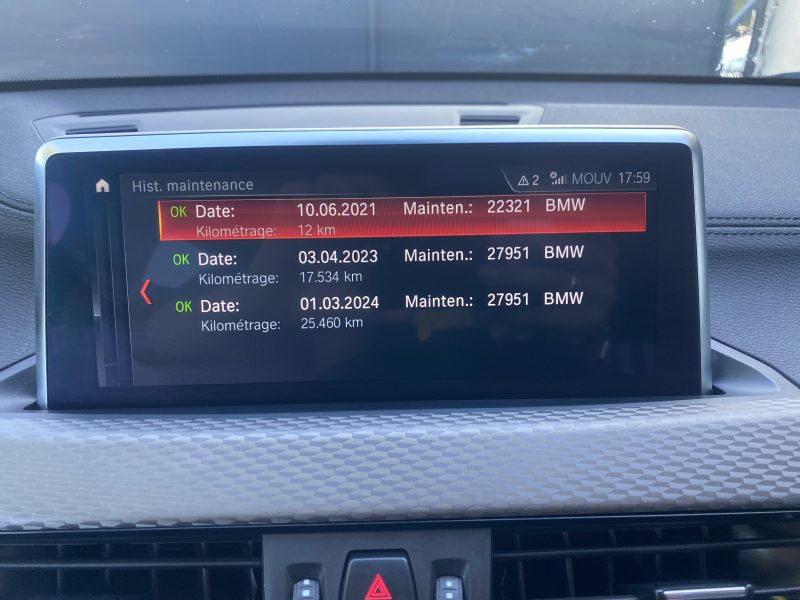 Hist. maintenance 2 MOUV 17:59
OK Date: 10.06.2021 Mainten.: 22321 BMW
Kilométrage: 12 km
OK Date: 03.04.2023 Mainten.: 27951 BMW
Kilométrage: 17.534 km
OK Date: 01.03.2024 Mainten.: 27951 BMW
Kilométrage: 25.460 km